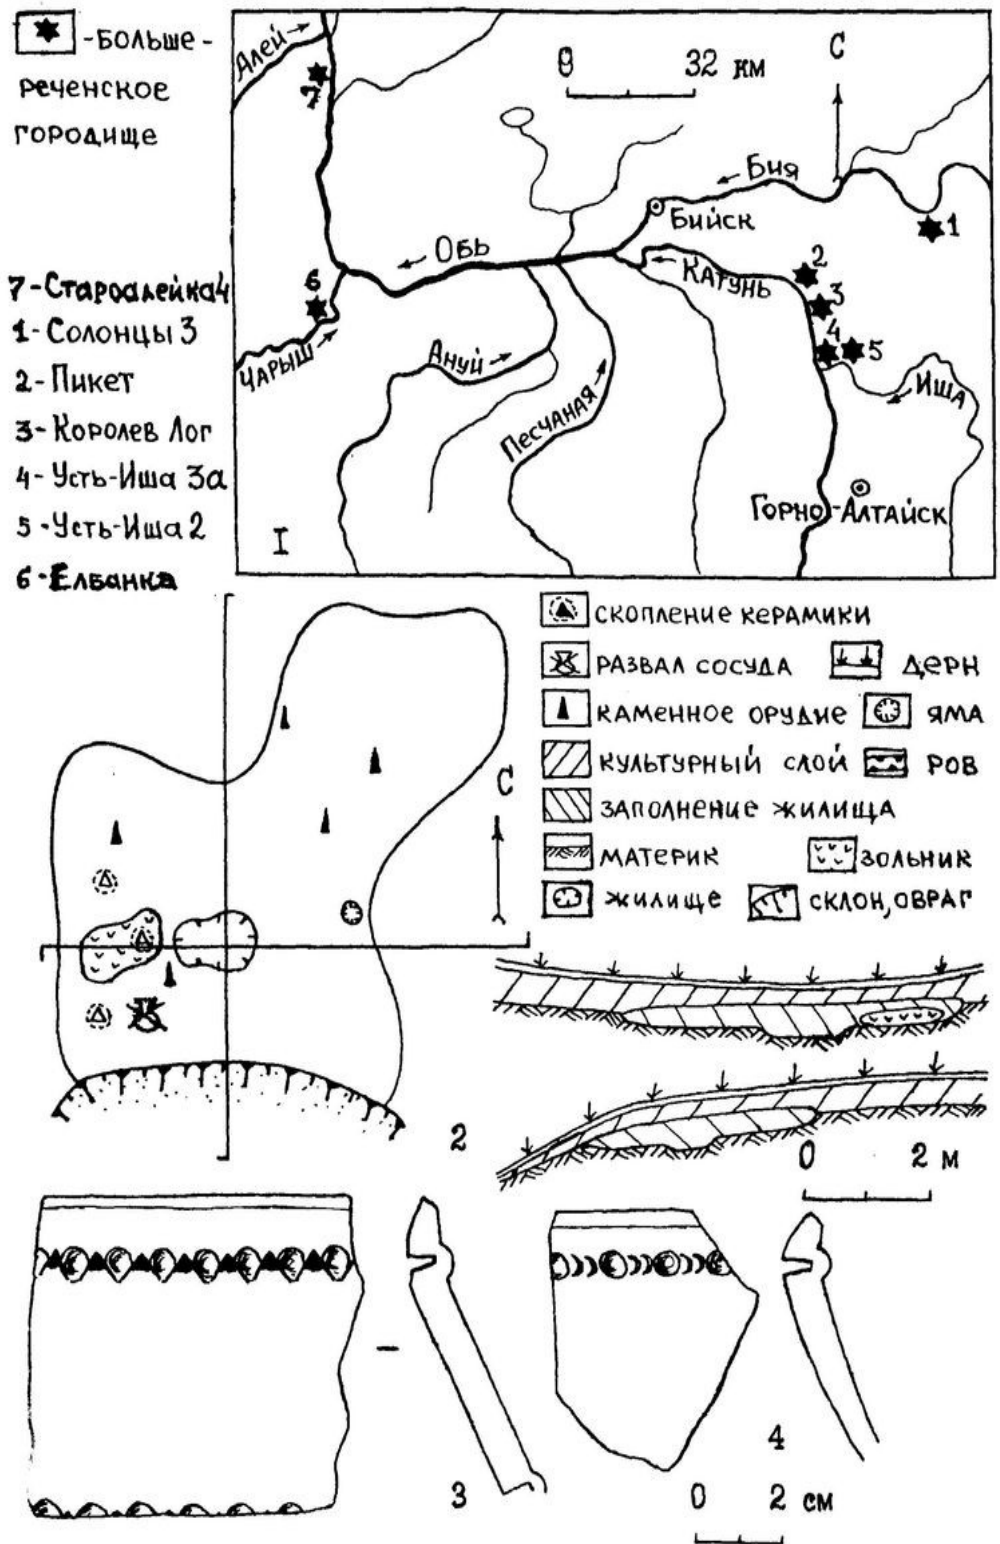 -БОЛЬШЕ-
РЕЧЕНСКОЕ
ГОРОДИЩЕ
7-Староалейка4
1-Солонцы 3
2-Пикет
3-Королев Лог
4-Усть-Иша 3а
5-Усть-Иша 2
6-Елбанка
АЛЕЙ
7
0 32 КМ
С
БИЯ
БИЙСК
1
ОБЬ
КАТУНЬ
2
3
4
5
6
ЧАРЫШ
АНУЙ
ПЕСЧАНАЯ
ИША
ГОРНО-АЛТАЙСК
I
СКОПЛЕНИЕ КЕРАМИКИ
РАЗВАЛ СОСУДА ДЕРН
КАМЕННОЕ ОРУДИЕ ЯМА
КУЛЬТУРНЫЙ СЛОЙ РОВ
ЗАПОЛНЕНИЕ ЖИЛИЩА
МАТЕРИК ЗОЛЬНИК
ЖИЛИЩЕ СКЛОН, ОВРАГ
С
2
0 2 М
3
4
0 2 СМ